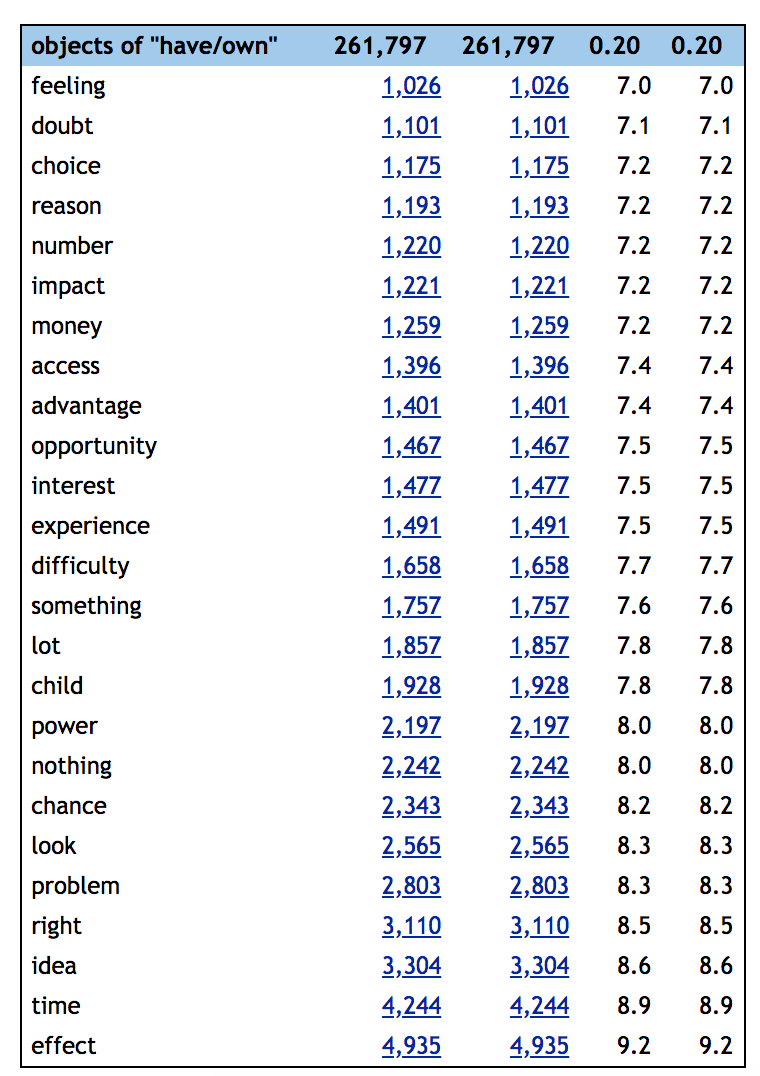 objects of "have/own" 261,797 261,797 0.20 0.20
feeling 1,026 1,026 7.0 7.0
doubt 1,101 1,101 7.1 7.1
choice 1,175 1,175 7.2 7.2
reason 1,193 1,193 7.2 7.2
number 1,220 1,220 7.2 7.2
impact 1,221 1,221 7.2 7.2
money 1,259 1,259 7.2 7.2
access 1,396 1,396 7.4 7.4
advantage 1,401 1,401 7.4 7.4
opportunity 1,467 1,467 7.5 7.5
interest 1,477 1,477 7.5 7.5
experience 1,491 1,491 7.5 7.5
difficulty 1,658 1,658 7.7 7.7
something 1,757 1,757 7.6 7.6
lot 1,857 1,857 7.8 7.8
child 1,928 1,928 7.8 7.8
power 2,197 2,197 8.0 8.0
nothing 2,242 2,242 8.0 8.0
chance 2,343 2,343 8.2 8.2
look 2,565 2,565 8.3 8.3
problem 2,803 2,803 8.3 8.3
right 3,110 3,110 8.5 8.5
idea 3,304 3,304 8.6 8.6
time 4,244 4,244 8.9 8.9
effect 4,935 4,935 9.2 9.2